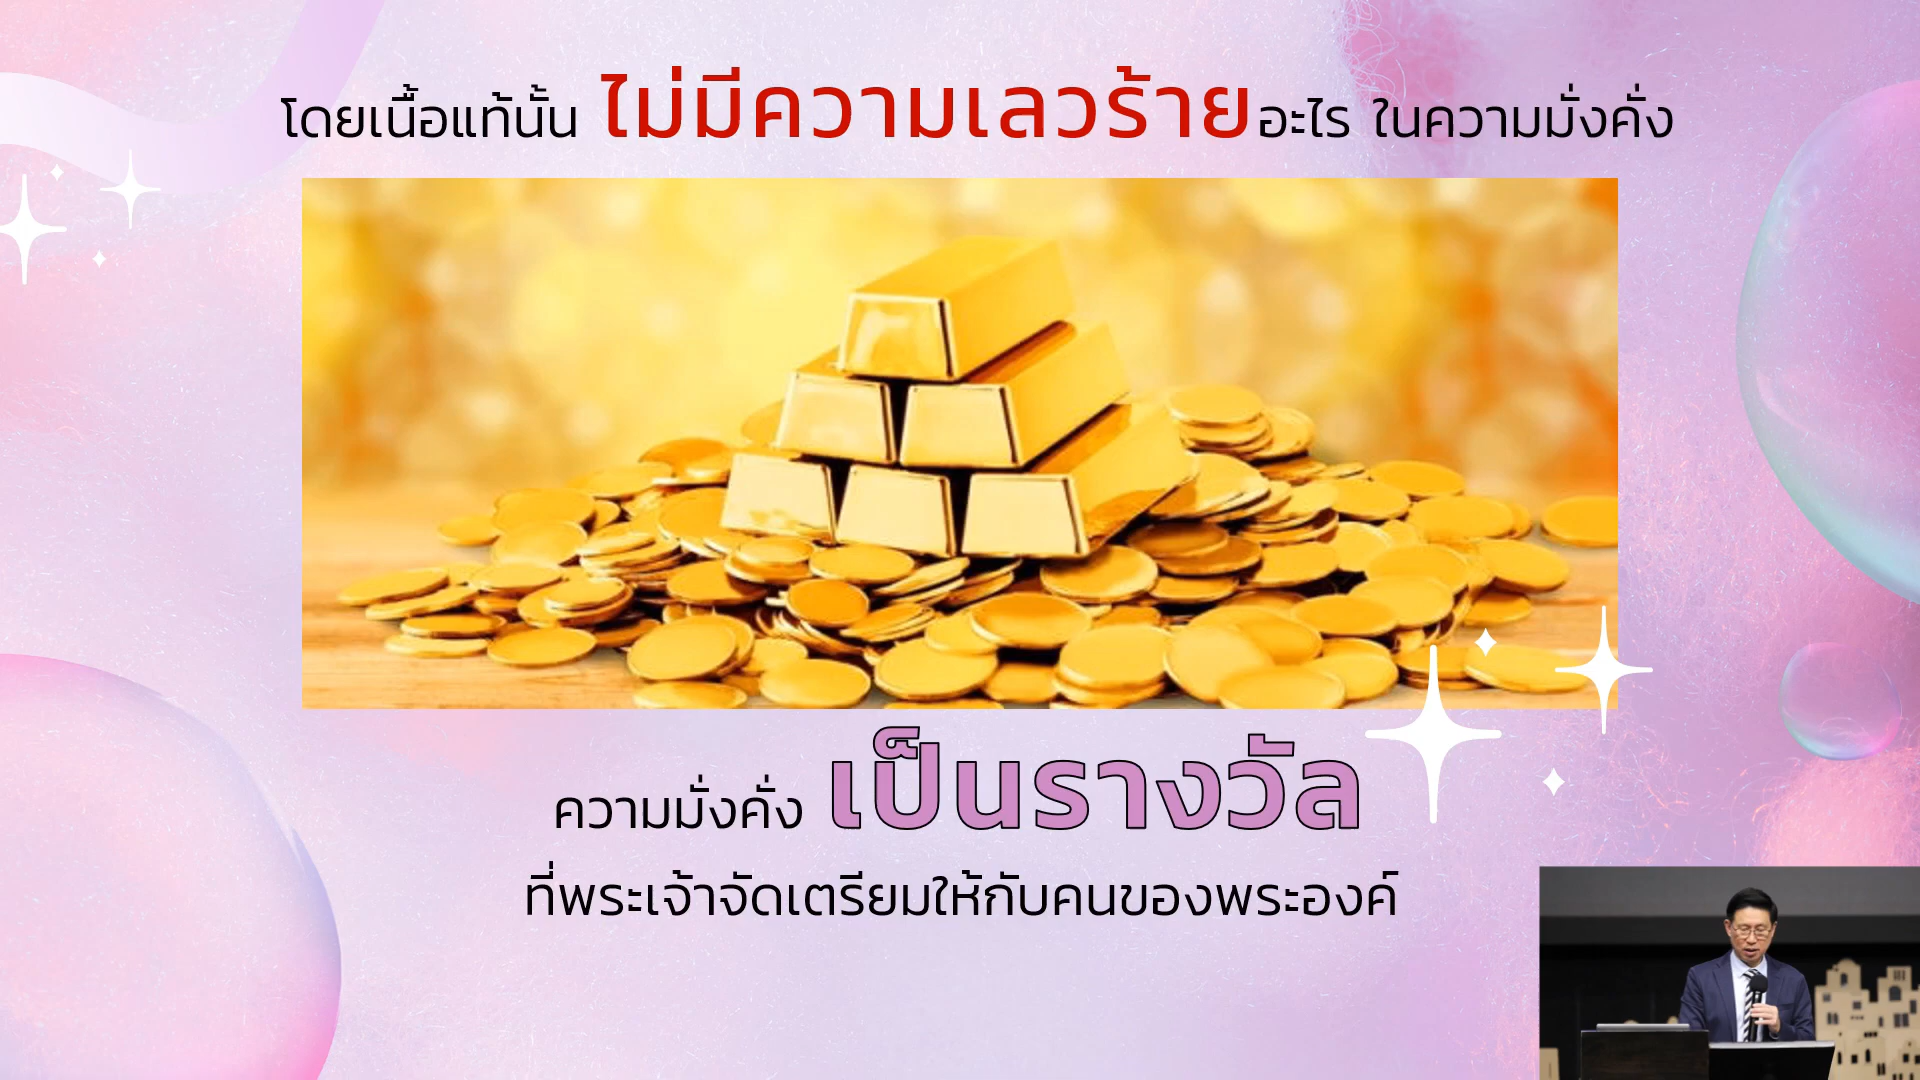 โดยเนื้อแท้นั้น ไม่มีความเลวร้ายอะไร ในความมั่งคั่ง
ความมั่งคั่ง เป็นรางวัล
ที่พระเจ้าจัดเตรียมให้กับคนของพระองค์